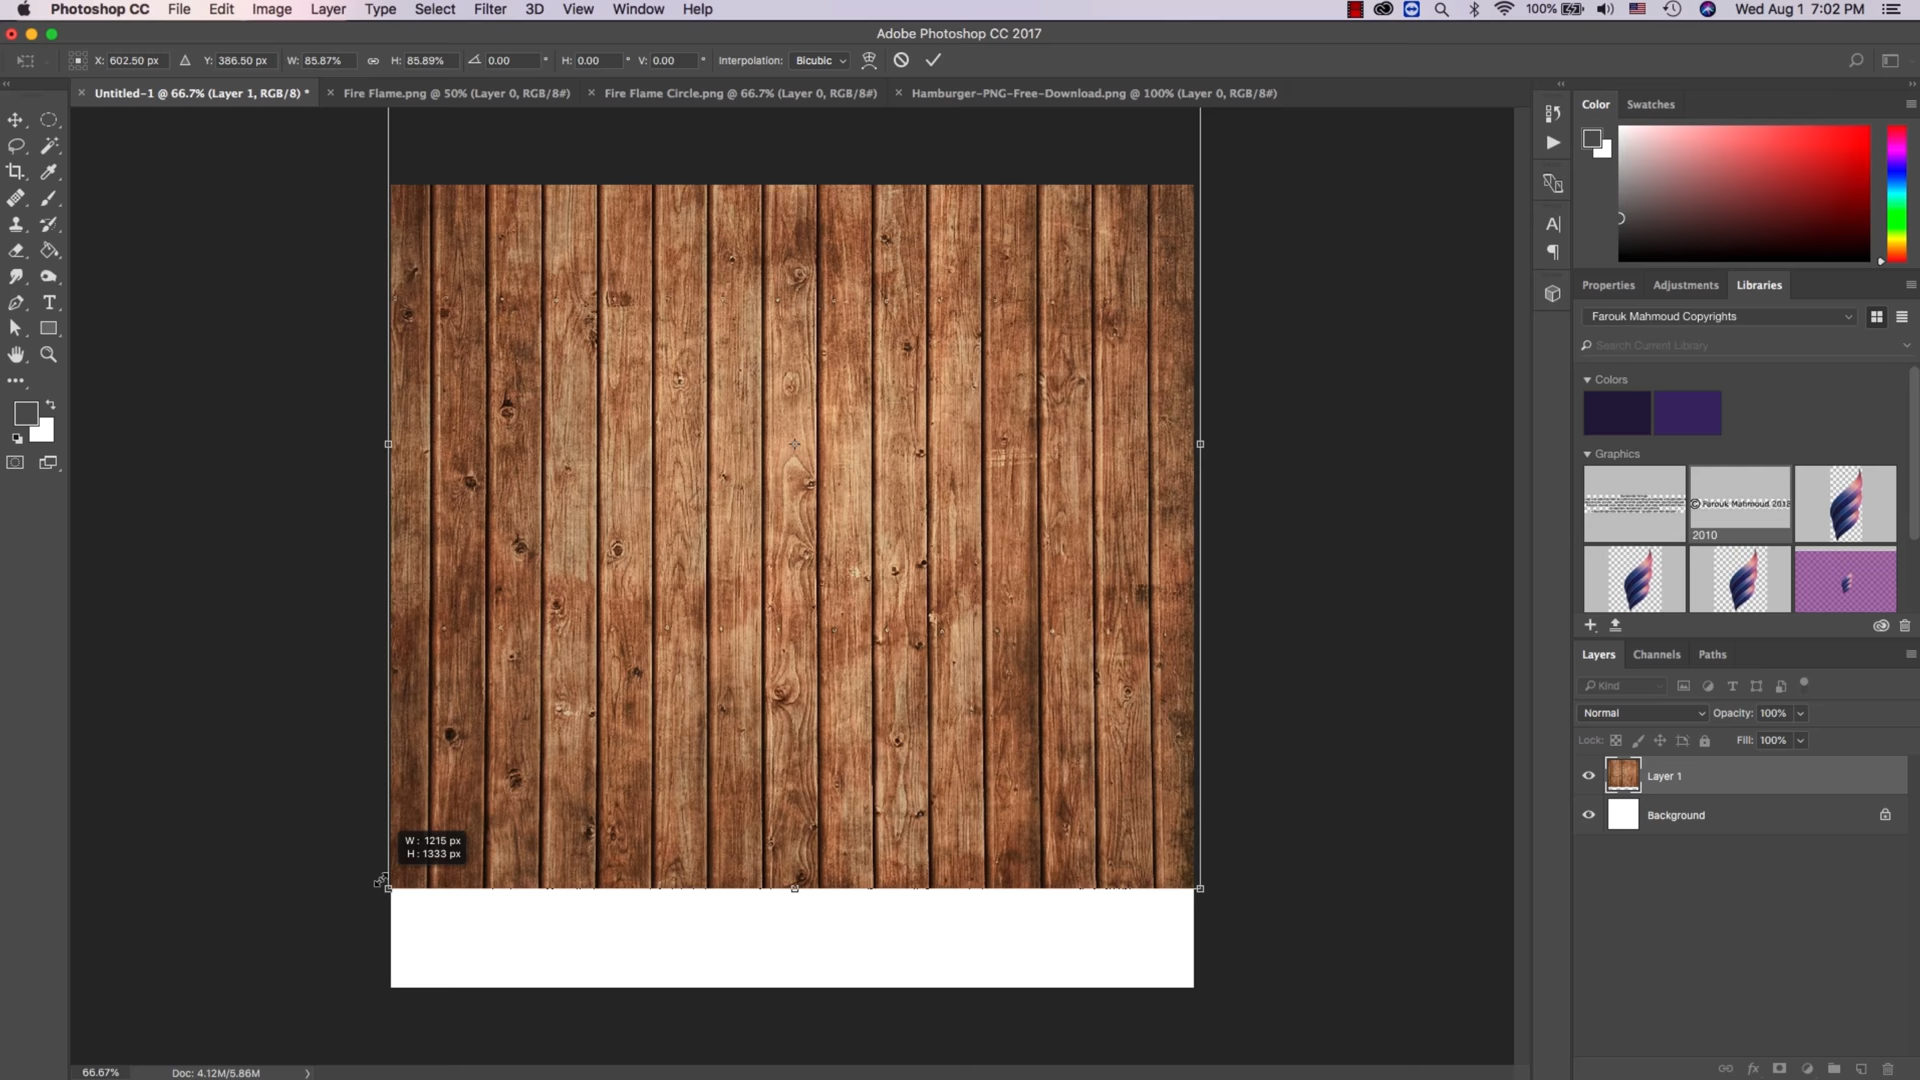 Photoshop CC File Edit Image Layer Type Select Filter 3D View Window Help 100% Wed Aug 1 7:02 PM
Adobe Photoshop CC 2017
X: 602.50 px Y: 386.50 px W: 85.87% H: 85.89% 0.00 ° H: 0.00 ° V: 0.00 ° Interpolation: Bicubic
Untitled-1 @ 66.7% (Layer 1, RGB/8) * Fire Flame.png @ 50% (Layer 0, RGB/8#) Fire Flame Circle.png @ 66.7% (Layer 0, RGB/8#) Hamburger-PNG-Free-Download.png @ 100% (Layer 0, RGB/8#)
Color Swatches
Properties Adjustments Libraries
Farouk Mahmoud Copyrights
Search Current Library
Colors
Graphics
© Farouk Mahmoud 2018
2010
Layers Channels Paths
Kind
Normal Opacity: 100%
Lock: Fill: 100%
Layer 1
Background
W: 1215 px
H: 1333 px
66.67% Doc: 4.12M/5.86M